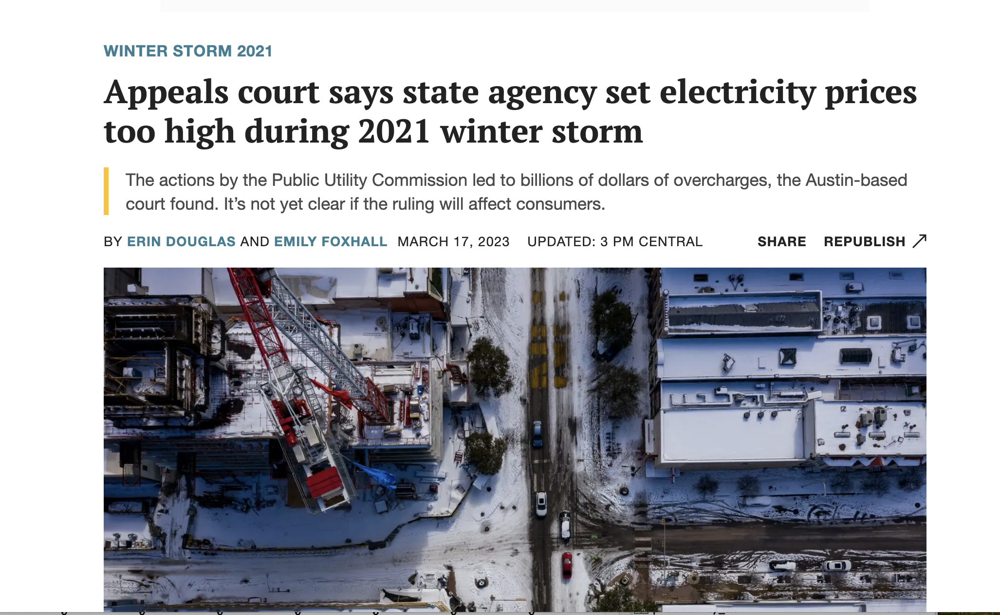 WINTER STORM 2021
Appeals court says state agency set electricity prices
too high during 2021 winter storm
The actions by the Public Utility Commission led to billions of dollars of overcharges, the Austin-based
court found. It’s not yet clear if the ruling will affect consumers.
BY ERIN DOUGLAS AND EMILY FOXHALL MARCH 17, 2023 UPDATED: 3 PM CENTRAL SHARE REPUBLISH